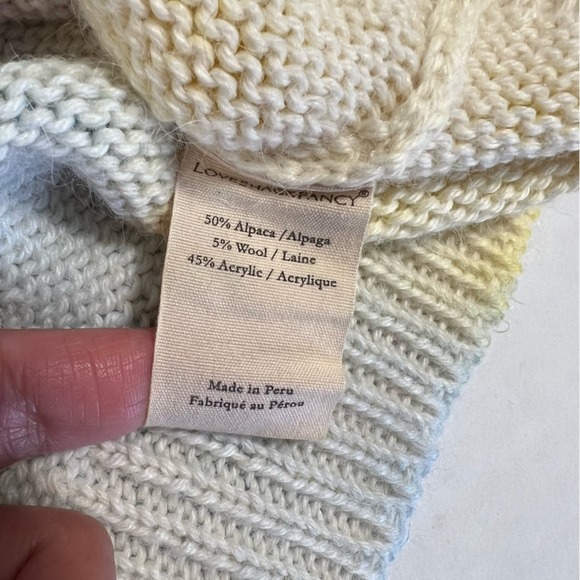 LOVESHACKFANCY®
50% Alpaca /Alpaga
5% Wool / Laine
45% Acrylic / Acrylique
Made in Peru
Fabriqué au Pérou